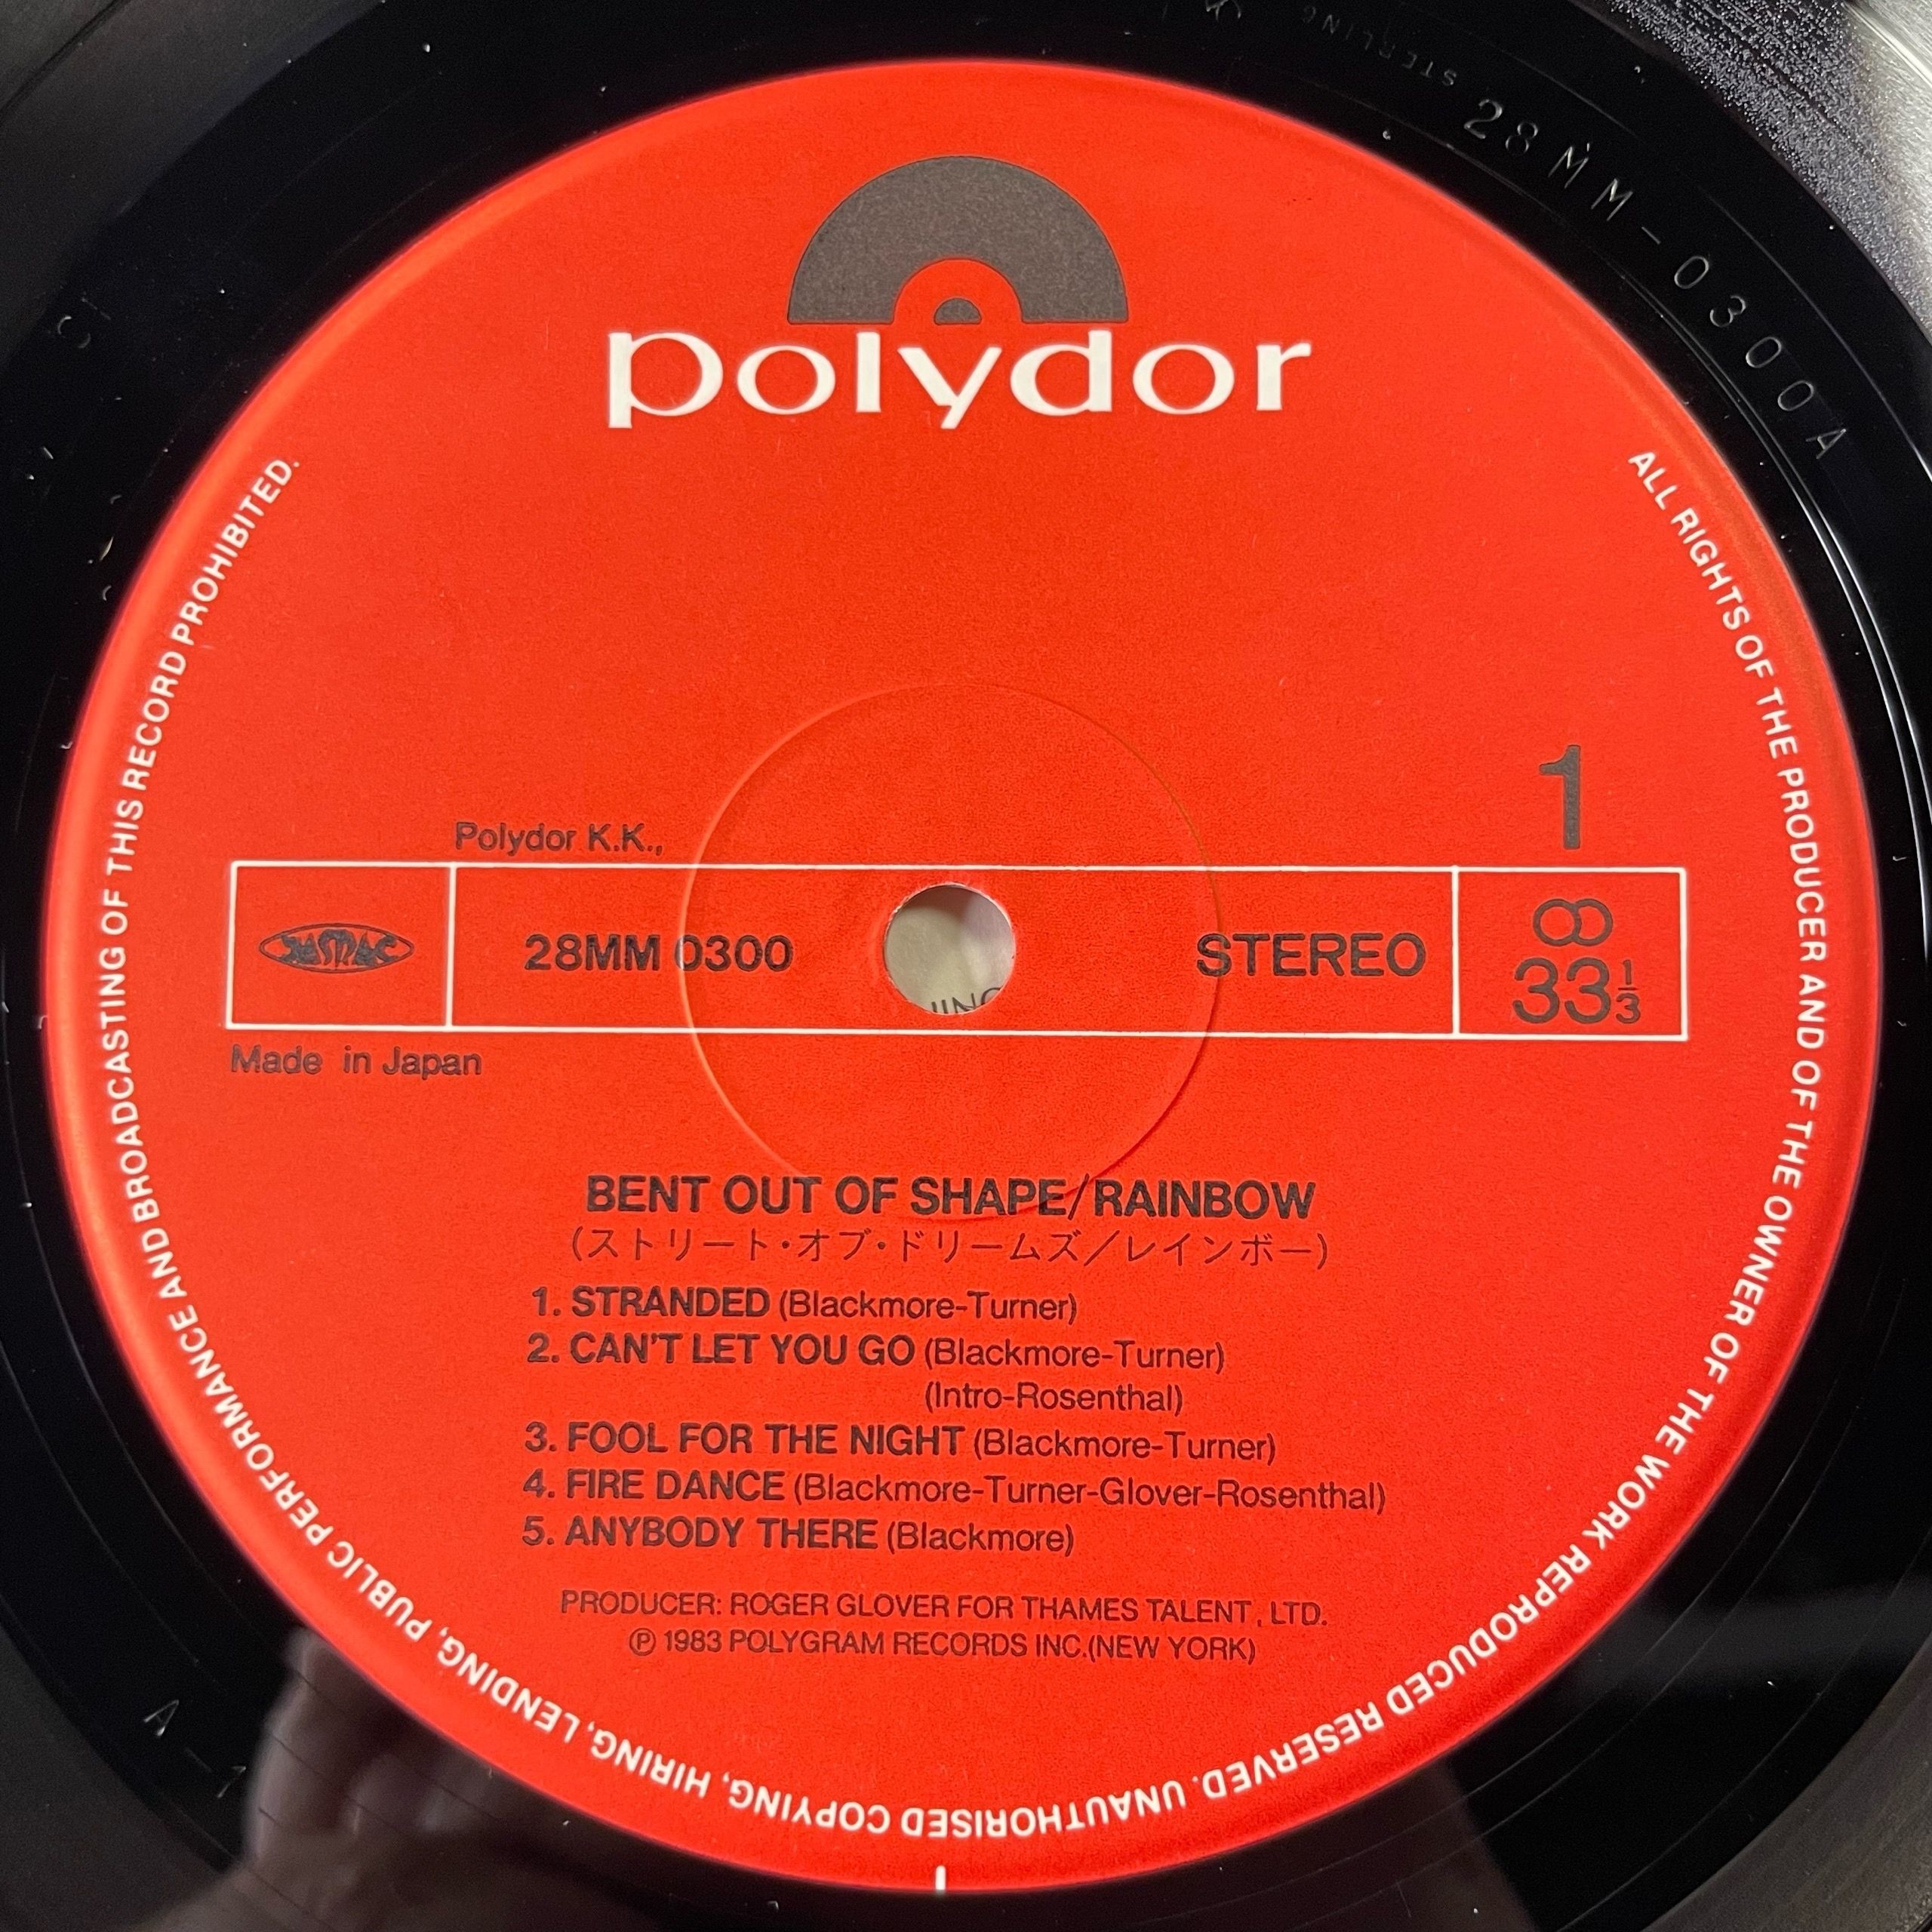 STERLING
28MM-0300A
polydor
ALL RIGHTS OF THE PRODUCER AND OF THE OWNER OF THE WORK REPRODUCED RESERVED. UNAUTHORISED COPYING, HIRING, LENDING, PUBLIC PERFORMANCE AND BROADCASTING OF THIS RECORD PROHIBITED.
1
Polydor K.K.,
JASRAC
28MM 0300
STEREO
33 1/3
Made in Japan
BENT OUT OF SHAPE/RAINBOW
(ストリート・オブ・ドリームズ/レインボー)
1. STRANDED (Blackmore-Turner)
2. CAN'T LET YOU GO (Blackmore-Turner)
(Intro-Rosenthal)
3. FOOL FOR THE NIGHT (Blackmore-Turner)
4. FIRE DANCE (Blackmore-Turner-Glover-Rosenthal)
5. ANYBODY THERE (Blackmore)
PRODUCER: ROGER GLOVER FOR THAMES TALENT, LTD.
Ⓟ 1983 POLYGRAM RECORDS INC.(NEW YORK)